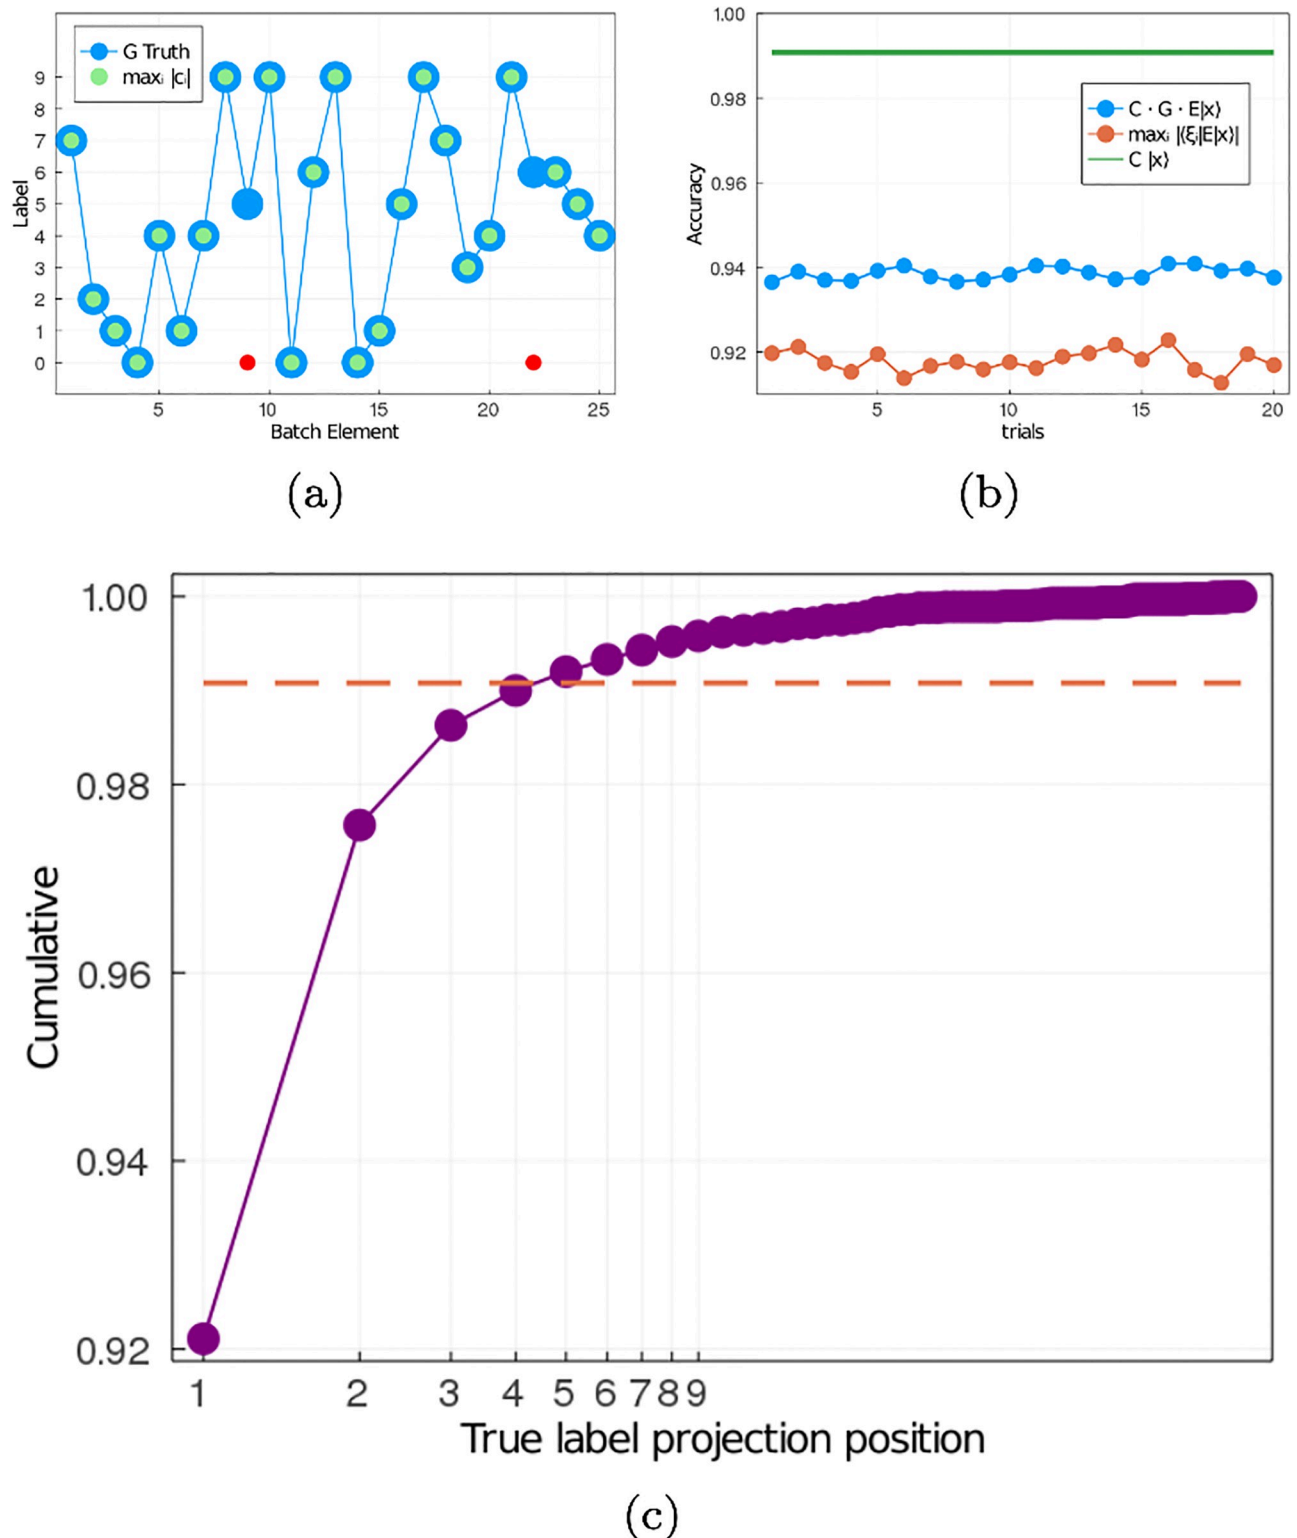 G Truth
maxᵢ |cᵢ|
9
8
7
6
5
4
3
2
1
0
Label
5
10
15
20
25
Batch Element
(a)
1.00
0.98
0.96
0.94
0.92
Accuracy
C · G · E|x⟩
maxᵢ |⟨ξᵢ|E|x⟩|
C |x⟩
5
10
15
20
trials
(b)
1.00
0.98
0.96
0.94
0.92
Cumulative
1 2 3 4 5 6 7 8 9
True label projection position
(c)